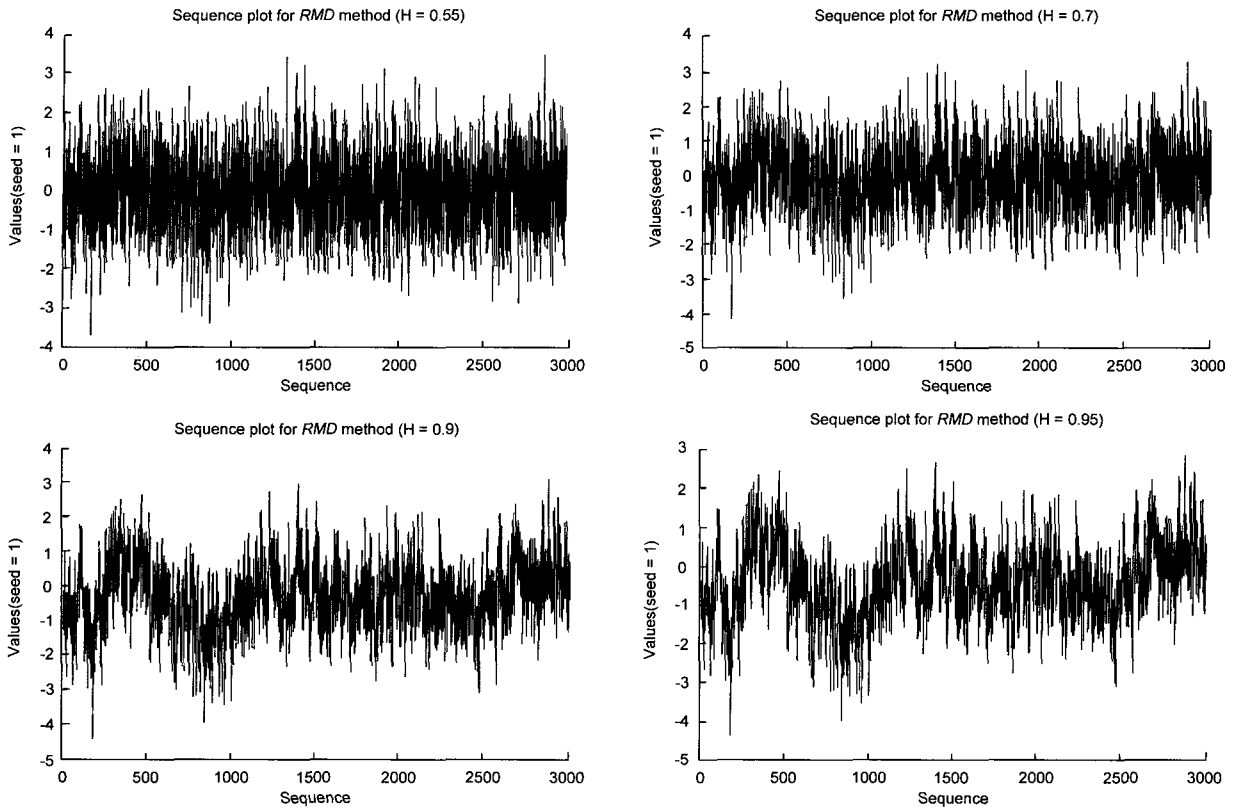 Sequence plot for RMD method (H = 0.55)
4
3
2
1
0
-1
-2
-3
-4
Values(seed = 1)
0 500 1000 1500 2000 2500 3000
Sequence
Sequence plot for RMD method (H = 0.7)
4
3
2
1
0
-1
-2
-3
-4
-5
Values(seed = 1)
0 500 1000 1500 2000 2500 3000
Sequence
Sequence plot for RMD method (H = 0.9)
4
3
2
1
0
-1
-2
-3
-4
-5
Values(seed = 1)
0 500 1000 1500 2000 2500 3000
Sequence
Sequence plot for RMD method (H = 0.95)
3
2
1
0
-1
-2
-3
-4
-5
Values(seed = 1)
0 500 1000 1500 2000 2500 3000
Sequence